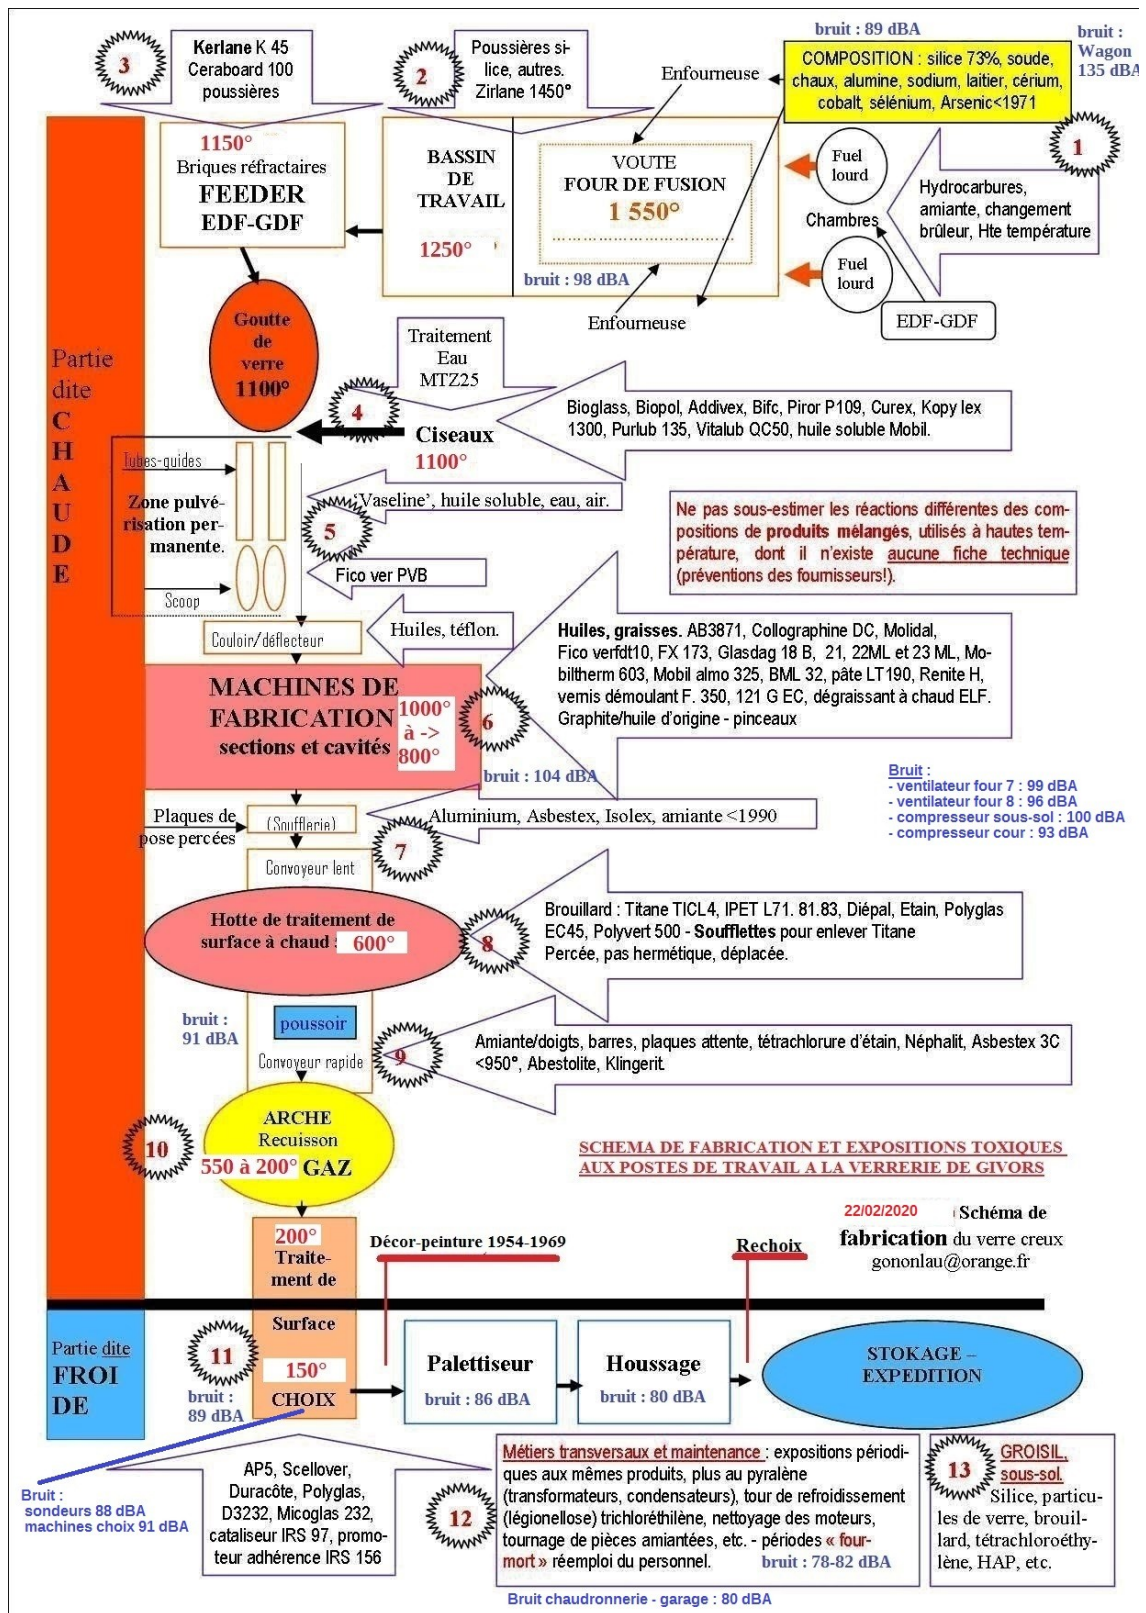 bruit : 89 dBA
bruit :
Wagon
135 dBA
COMPOSITION : silice 73%, soude,
chaux, alumine, sodium, laitier, cérium,
cobalt, sélénium, Arsenic<1971
3
Kerlane K 45
Ceraboard 100
poussières
2
Poussières si-
lice, autres.
Zirlane 1450°
Enfourneuse
1
1150°
Briques réfractaires
FEEDER
EDF-GDF
BASSIN
DE
TRAVAIL
1250°
VOUTE
FOUR DE FUSION
1 550°
bruit : 98 dBA
Enfourneuse
Fuel
lourd
Chambres
Fuel
lourd
EDF-GDF
Hydrocarbures,
amiante, changement
brûleur, Hte température
Partie
dite
C
H
A
U
D
E
Goutte
de
verre
1100°
Traitement
Eau
MTZ25
4
Ciseaux
1100°
Bioglass, Biopol, Addivex, Bifc, Piror P109, Curex, Kopy lex
1300, Purlub 135, Vitalub QC50, huile soluble Mobil.
Tubes-guides
Zone pulvé-
risation per-
manente.
Scoop
5
'Vaseline', huile soluble, eau, air.
Fico ver PVB
Ne pas sous-estimer les réactions différentes des com-
positions de produits mélangés, utilisés à hautes tem-
pérature, dont il n'existe aucune fiche technique
(préventions des fournisseurs!).
Couloir/déflecteur
Huiles, téflon.
Huiles, graisses. AB3871, Collographine DC, Molidal,
Fico verfdt10, FX 173, Glasdag 18 B, 21, 22ML et 23 ML, Mo-
biltherm 603, Mobil almo 325, BML 32, pâte LT190, Renite H,
vernis démoulant F. 350, 121 G EC, dégraissant à chaud ELF.
Graphite/huile d'origine - pinceaux
MACHINES DE
FABRICATION
sections et cavités
1000°
à ->
800°
6
bruit : 104 dBA
Bruit :
- ventilateur four 7 : 99 dBA
- ventilateur four 8 : 96 dBA
- compresseur sous-sol : 100 dBA
- compresseur cour : 93 dBA
Plaques de
pose percées
(Soufflerie)
Aluminium, Asbestex, Isolex, amiante <1990
7
Convoyeur lent
Hotte de traitement de
surface à chaud : 600°
8
Brouillard : Titane TICL4, IPET L71. 81.83, Diépal, Etain, Polyglas
EC45, Polyvert 500 - Soufflettes pour enlever Titane
Percée, pas hermétique, déplacée.
bruit :
91 dBA
poussoir
Convoyeur rapide
9
Amiante/doigts, barres, plaques attente, tétrachlorure d'étain, Néphalit, Asbestex 3C
<950°, Abestolite, Klingerit.
10
ARCHE
Recuisson
550 à 200° GAZ
SCHEMA DE FABRICATION ET EXPOSITIONS TOXIQUES
AUX POSTES DE TRAVAIL A LA VERRERIE DE GIVORS
22/02/2020 Schéma de
fabrication du verre creux
gononlau@orange.fr
200°
Traite-
ment de
Surface
150°
CHOIX
Décor-peinture 1954-1969
Rechoix
Partie dite
FROI
DE
11
bruit :
89 dBA
Palettiseur
bruit : 86 dBA
Houssage
bruit : 80 dBA
STOKAGE –
EXPEDITION
Bruit :
sondeurs 88 dBA
machines choix 91 dBA
AP5, Scellover,
Duracôte, Polyglas,
D3232, Micoglas 232,
cataliseur IRS 97, promo-
teur adhérence IRS 156
12
Métiers transversaux et maintenance : expositions périodi-
ques aux mêmes produits, plus au pyralène
(transformateurs, condensateurs), tour de refroidissement
(légionellose) trichloréthilène, nettoyage des moteurs,
tournage de pièces amiantées, etc. - périodes « four-
mort » réemploi du personnel.
bruit : 78-82 dBA
13
GROISIL,
sous-sol.
Silice, particu-
les de verre, brouil-
lard, tétrachloroéthy-
lène, HAP, etc.
Bruit chaudronnerie - garage : 80 dBA